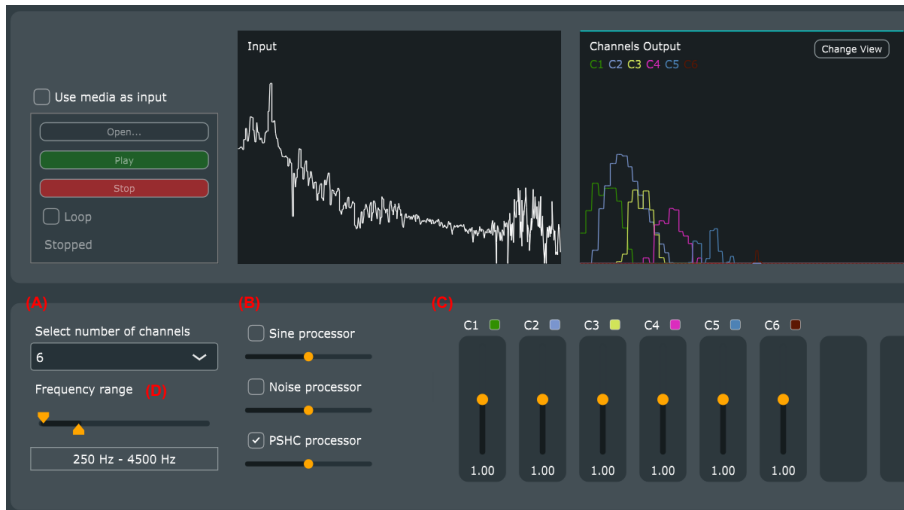 Input
Channels Output
Change View
C1 C2 C3 C4 C5 C6
Use media as input
Open...
Play
Stop
Loop
Stopped
(A)
(B)
(C)
Select number of channels
6
Frequency range (D)
250 Hz - 4500 Hz
Sine processor
Noise processor
PSHC processor
C1 C2 C3 C4 C5 C6
1.00 1.00 1.00 1.00 1.00 1.00